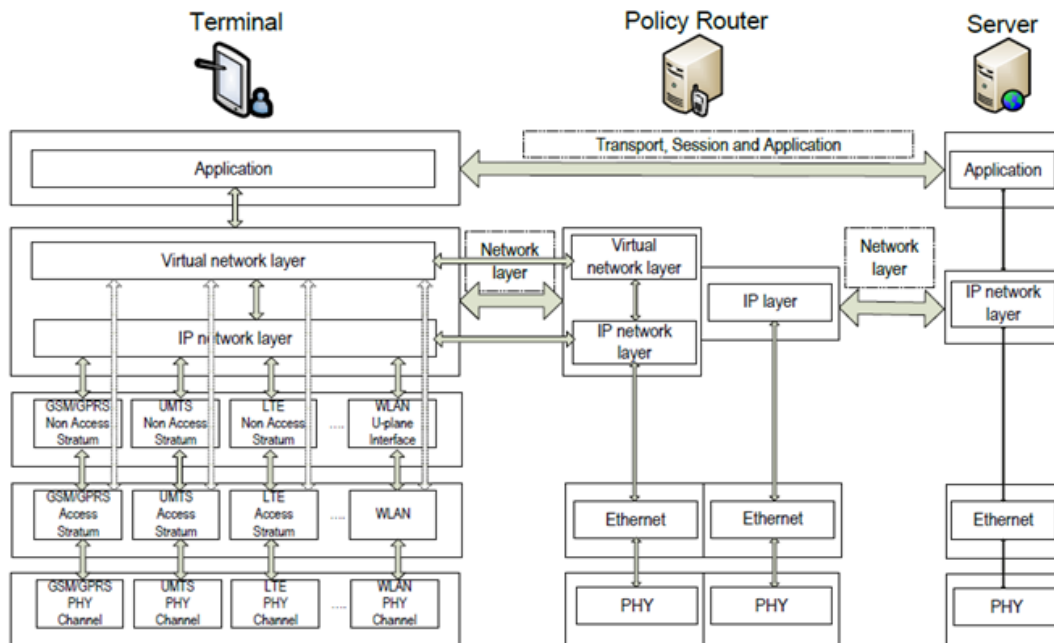 Terminal
Policy Router
Server
Transport, Session and Application
Application
Application
Virtual network layer
Network
layer
Virtual
network layer
Network
layer
IP layer
IP network
layer
IP network layer
IP network
layer
GSM/GPRS
Non Access
Stratum
UMTS
Non Access
Stratum
LTE
Non Access
Stratum
....
WLAN
U-plane
Interface
GSM/GPRS
Access
Stratum
UMTS
Access
Stratum
LTE
Access
Stratum
....
WLAN
Ethernet
Ethernet
Ethernet
GSM/GPRS
PHY
Channel
UMTS
PHY
Channel
LTE
PHY
Channel
....
WLAN
PHY
Channel
PHY
PHY
PHY